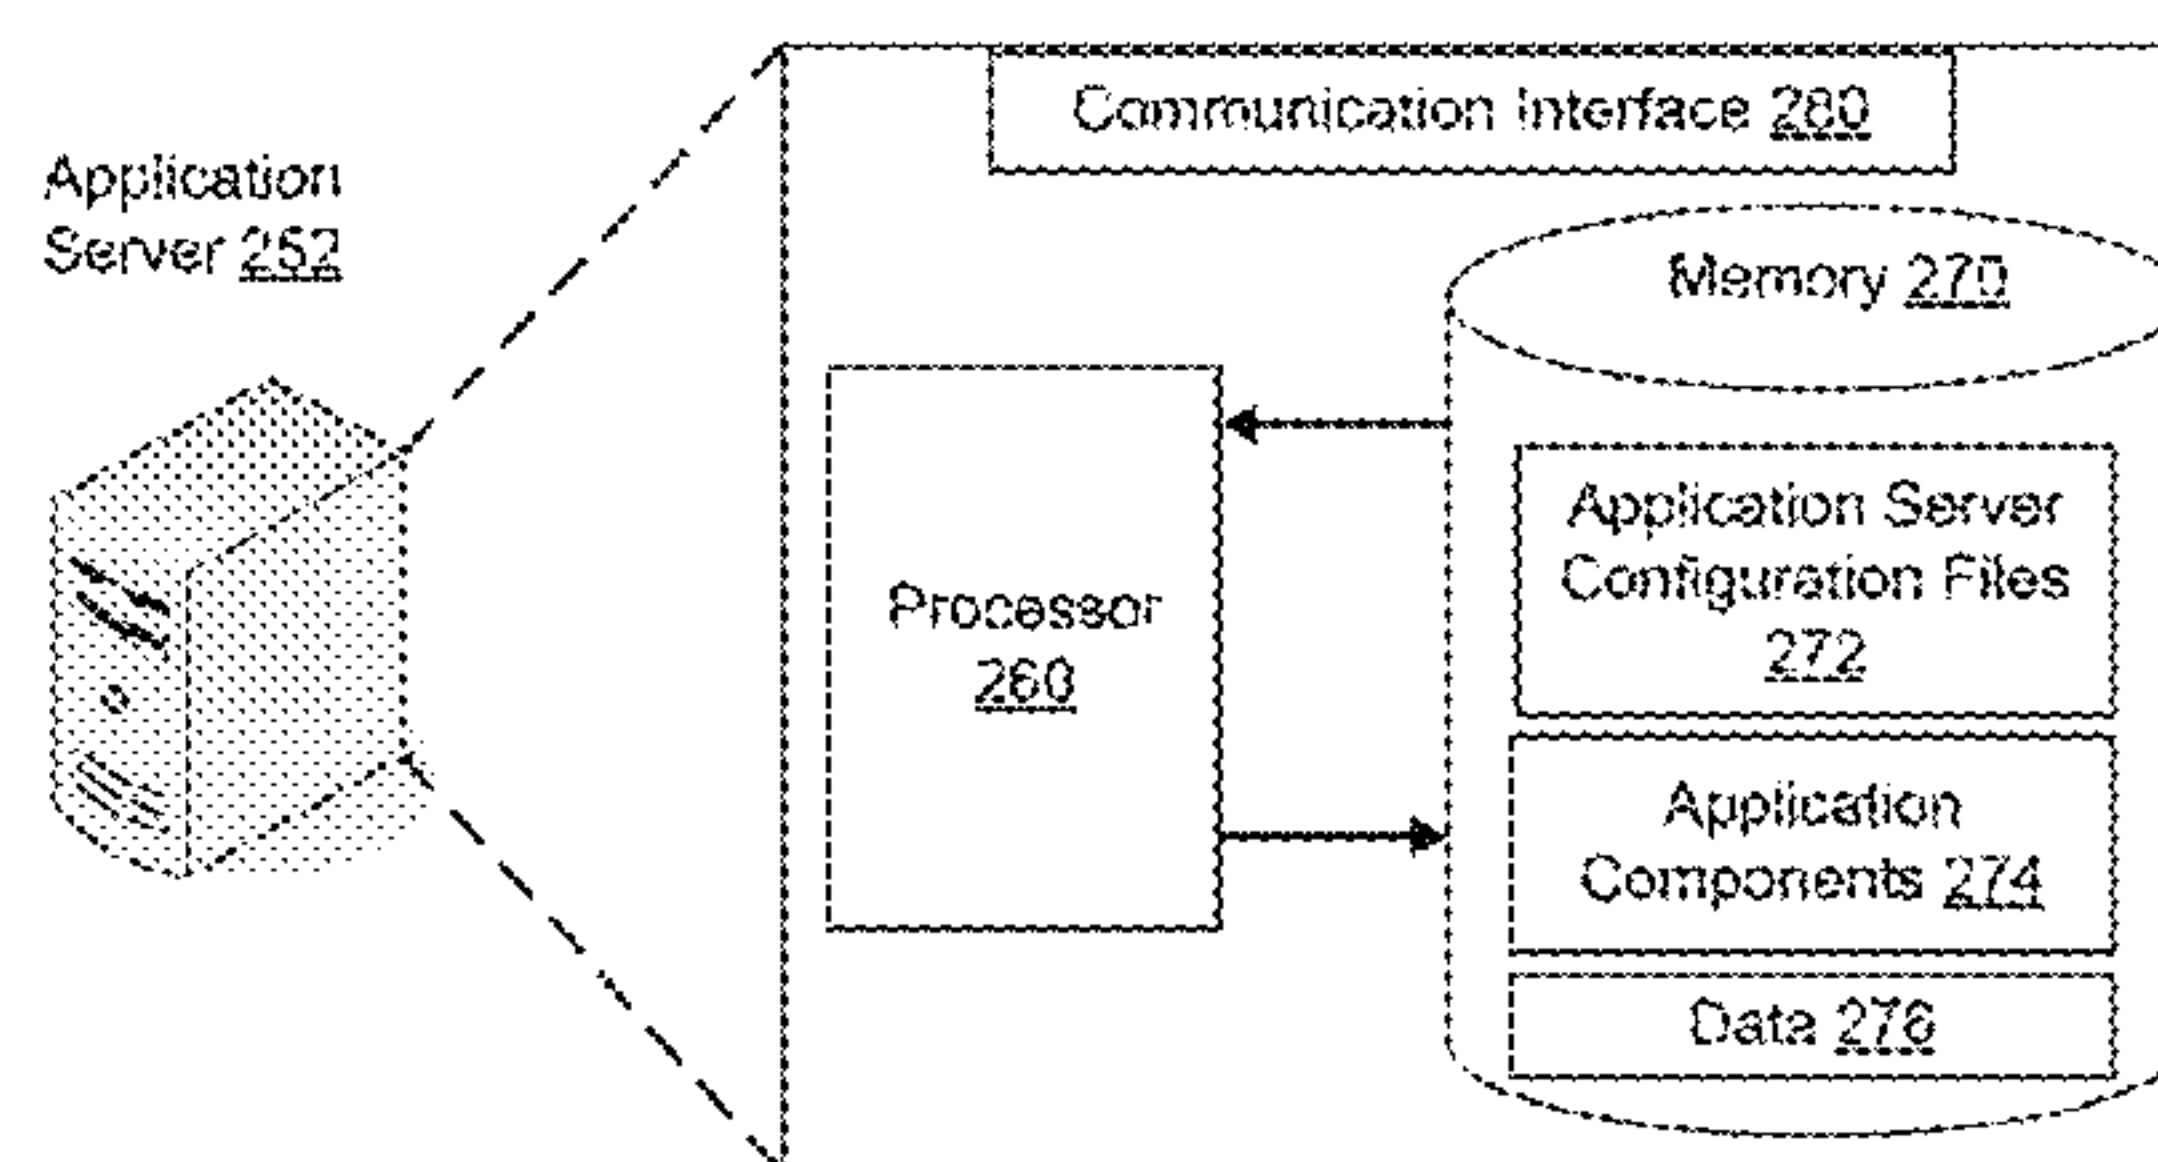 Communication Interface 280
Application
Server 252
Memory 270
Application Server
Configuration Files
272
Processor
260
Application
Components 274
Data 276